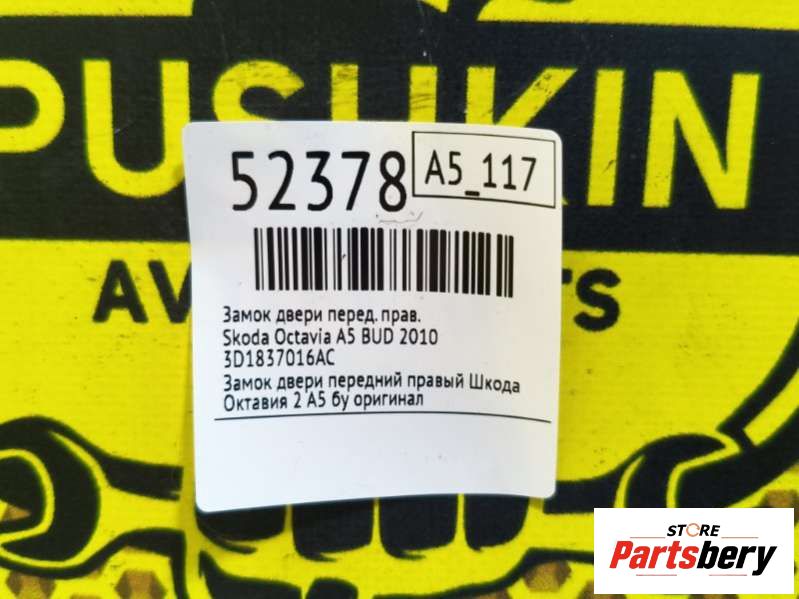 PUSHKIN
52378
A5_117
AV TS
Замок двери перед. прав.
Skoda Octavia A5 BUD 2010
3D1837016AC
Замок двери передний правый Шкода
Октавия 2 А5 бу оригинал
STORE
Partsbery